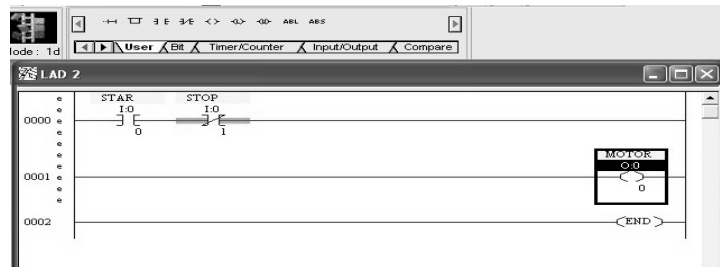 ABL ABS
lode: 1d
User Bit Timer/Counter Input/Output Compare
LAD 2
STAR STOP
I:0 I:0
0000
0 1
MOTOR
O:0
0001
0
0002
END
e
e
e
e
e
e
e
e